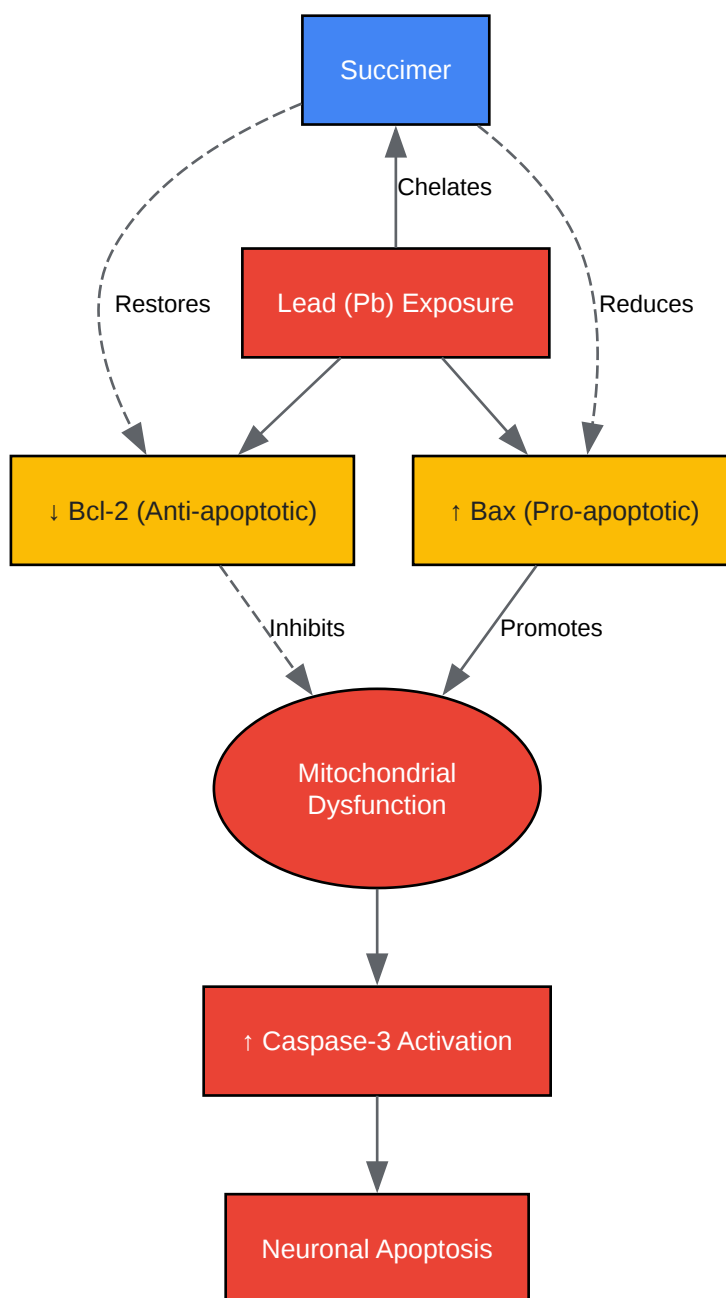 Succimer
Chelates
Lead (Pb) Exposure
Restores
Reduces
↓ Bcl-2 (Anti-apoptotic)
↑ Bax (Pro-apoptotic)
Inhibits
Promotes
Mitochondrial
Dysfunction
↑ Caspase-3 Activation
Neuronal Apoptosis